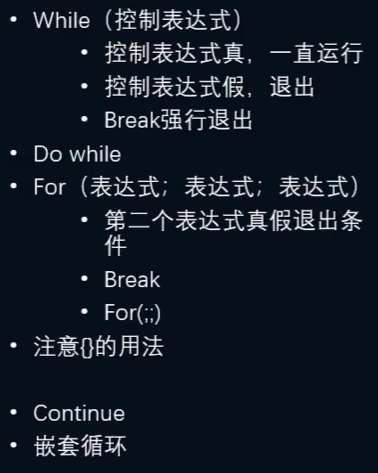 • While（控制表达式）
• 控制表达式真，一直运行
• 控制表达式假，退出
• Break强行退出
• Do while
• For（表达式；表达式；表达式）
• 第二个表达式真假退出条
件
• Break
• For(;;)
• 注意{}的用法
• Continue
• 嵌套循环